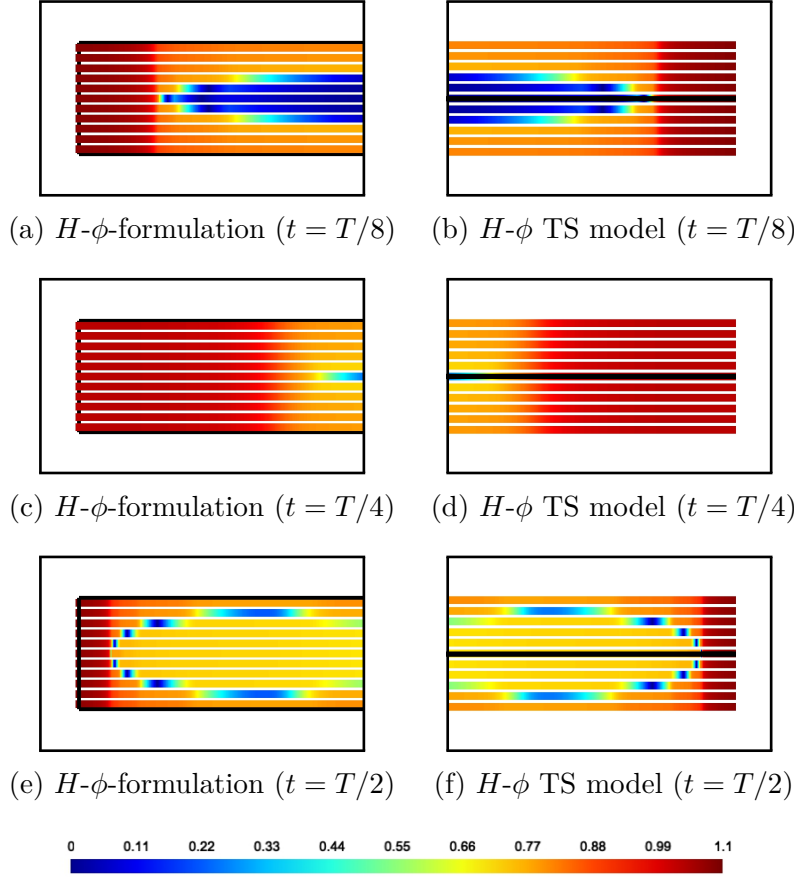 (a) H-ϕ-formulation (t = T/8)
(b) H-ϕ TS model (t = T/8)
(c) H-ϕ-formulation (t = T/4)
(d) H-ϕ TS model (t = T/4)
(e) H-ϕ-formulation (t = T/2)
(f) H-ϕ TS model (t = T/2)
0 0.11 0.22 0.33 0.44 0.55 0.66 0.77 0.88 0.99 1.1